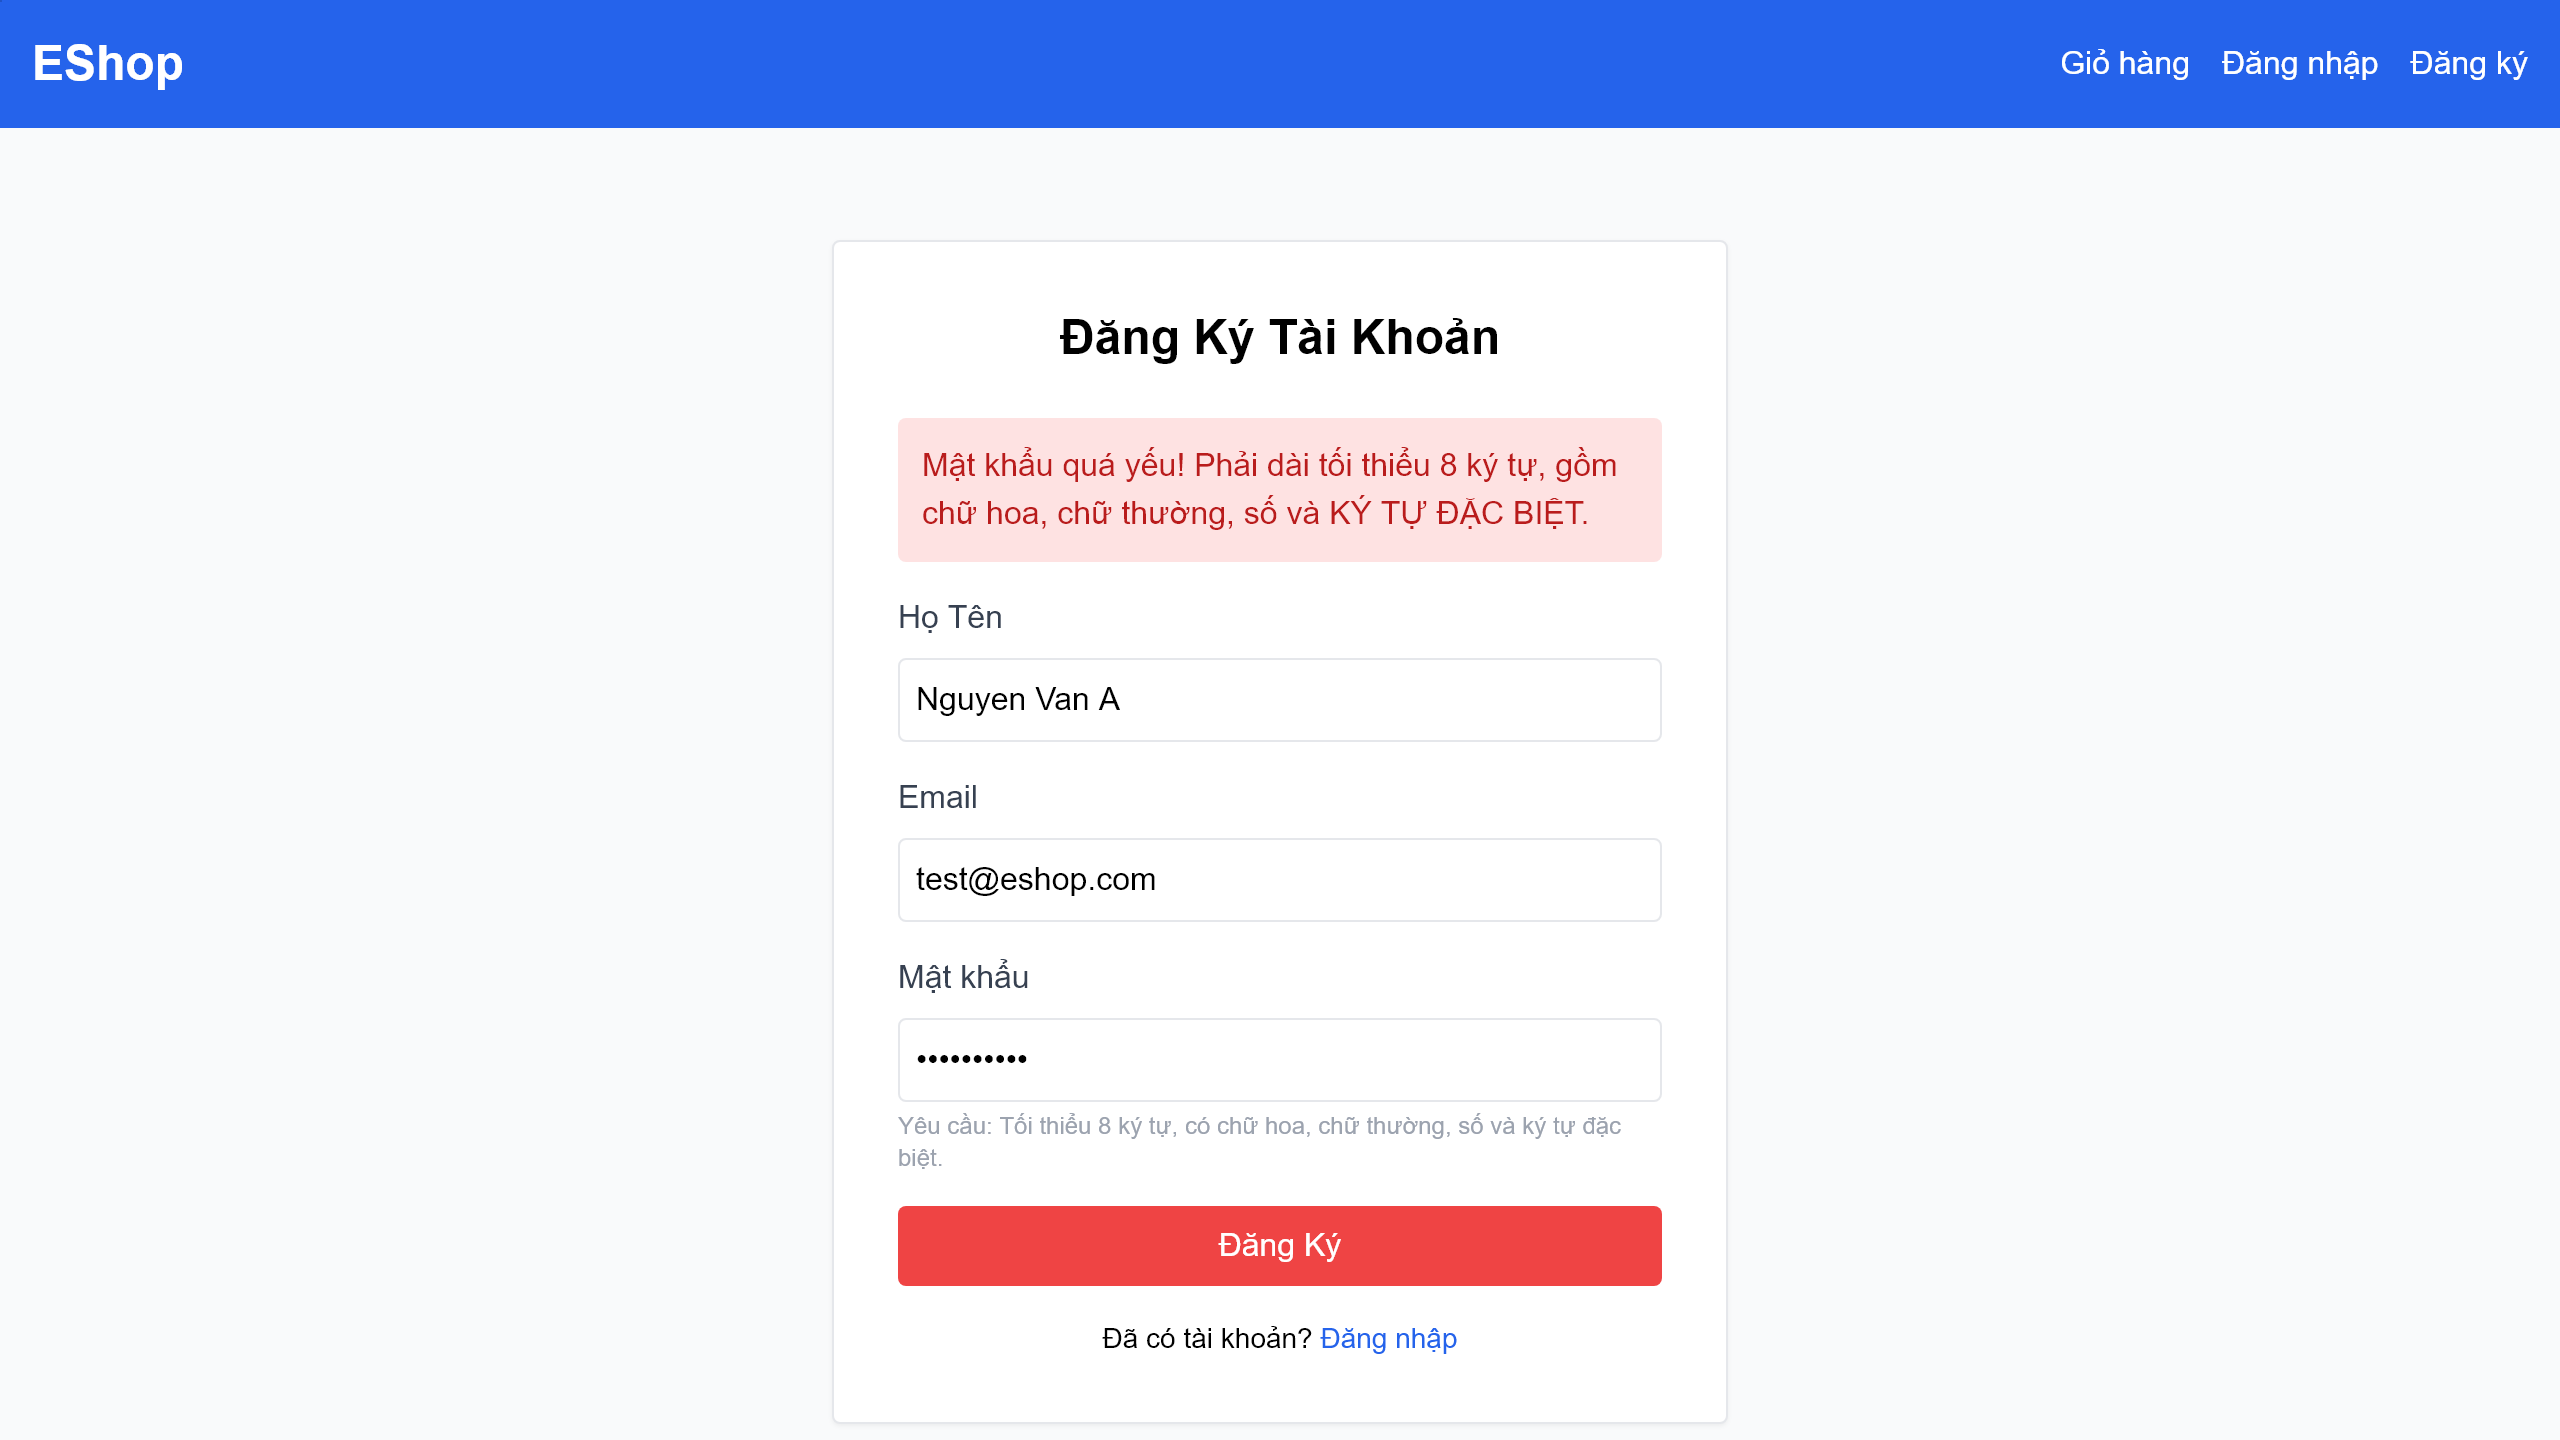 EShop
Giỏ hàng
Đăng nhập
Đăng ký
Đăng Ký Tài Khoản
Mật khẩu quá yếu! Phải dài tối thiểu 8 ký tự, gồm
chữ hoa, chữ thường, số và KÝ TỰ ĐẶC BIỆT.
Họ Tên
Nguyen Van A
Email
test@eshop.com
Mật khẩu
••••••••••
Yêu cầu: Tối thiểu 8 ký tự, có chữ hoa, chữ thường, số và ký tự đặc
biệt.
Đăng Ký
Đã có tài khoản? Đăng nhập